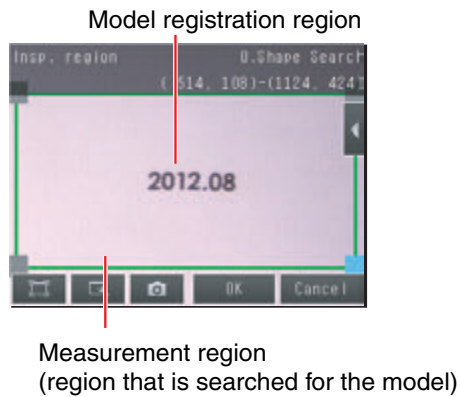 Model registration region
Insp. region 0.Shape Search
( 514, 108)-(1124, 424)
2012.08
OK Cancel
Measurement region
(region that is searched for the model)